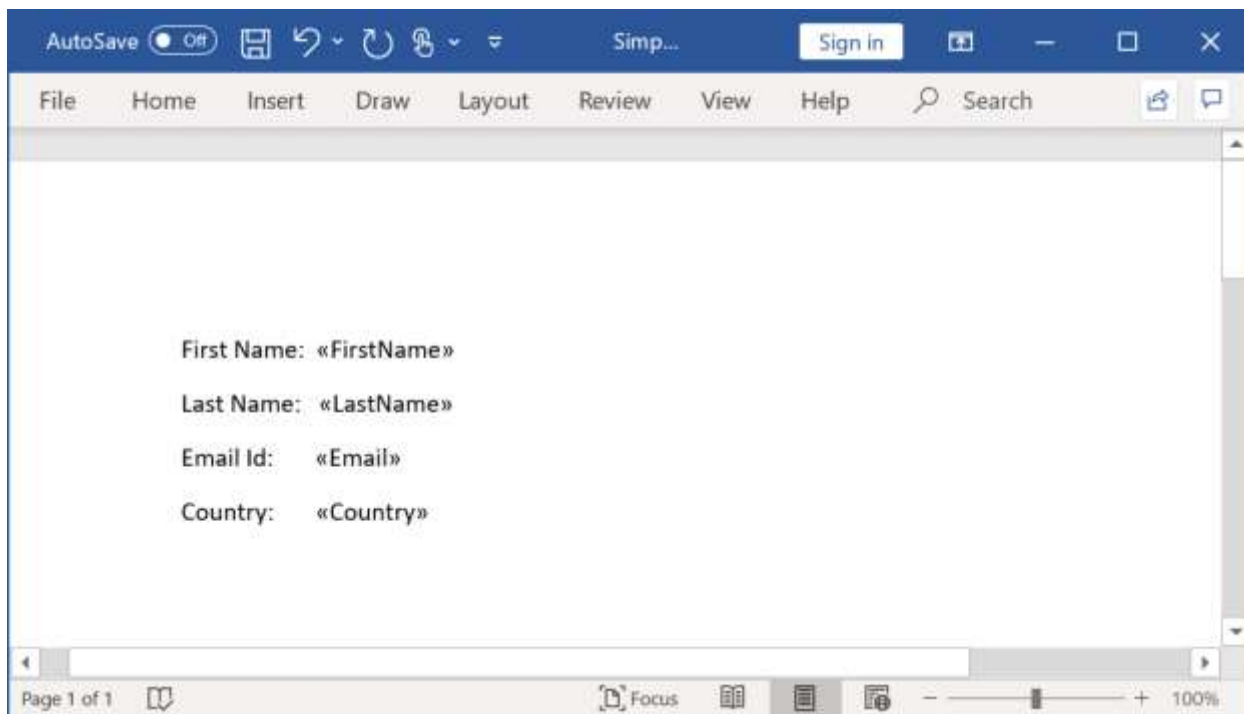 AutoSave Off Simp... Sign in
File Home Insert Draw Layout Review View Help Search
First Name: «FirstName»
Last Name: «LastName»
Email Id: «Email»
Country: «Country»
Page 1 of 1 Focus 100%